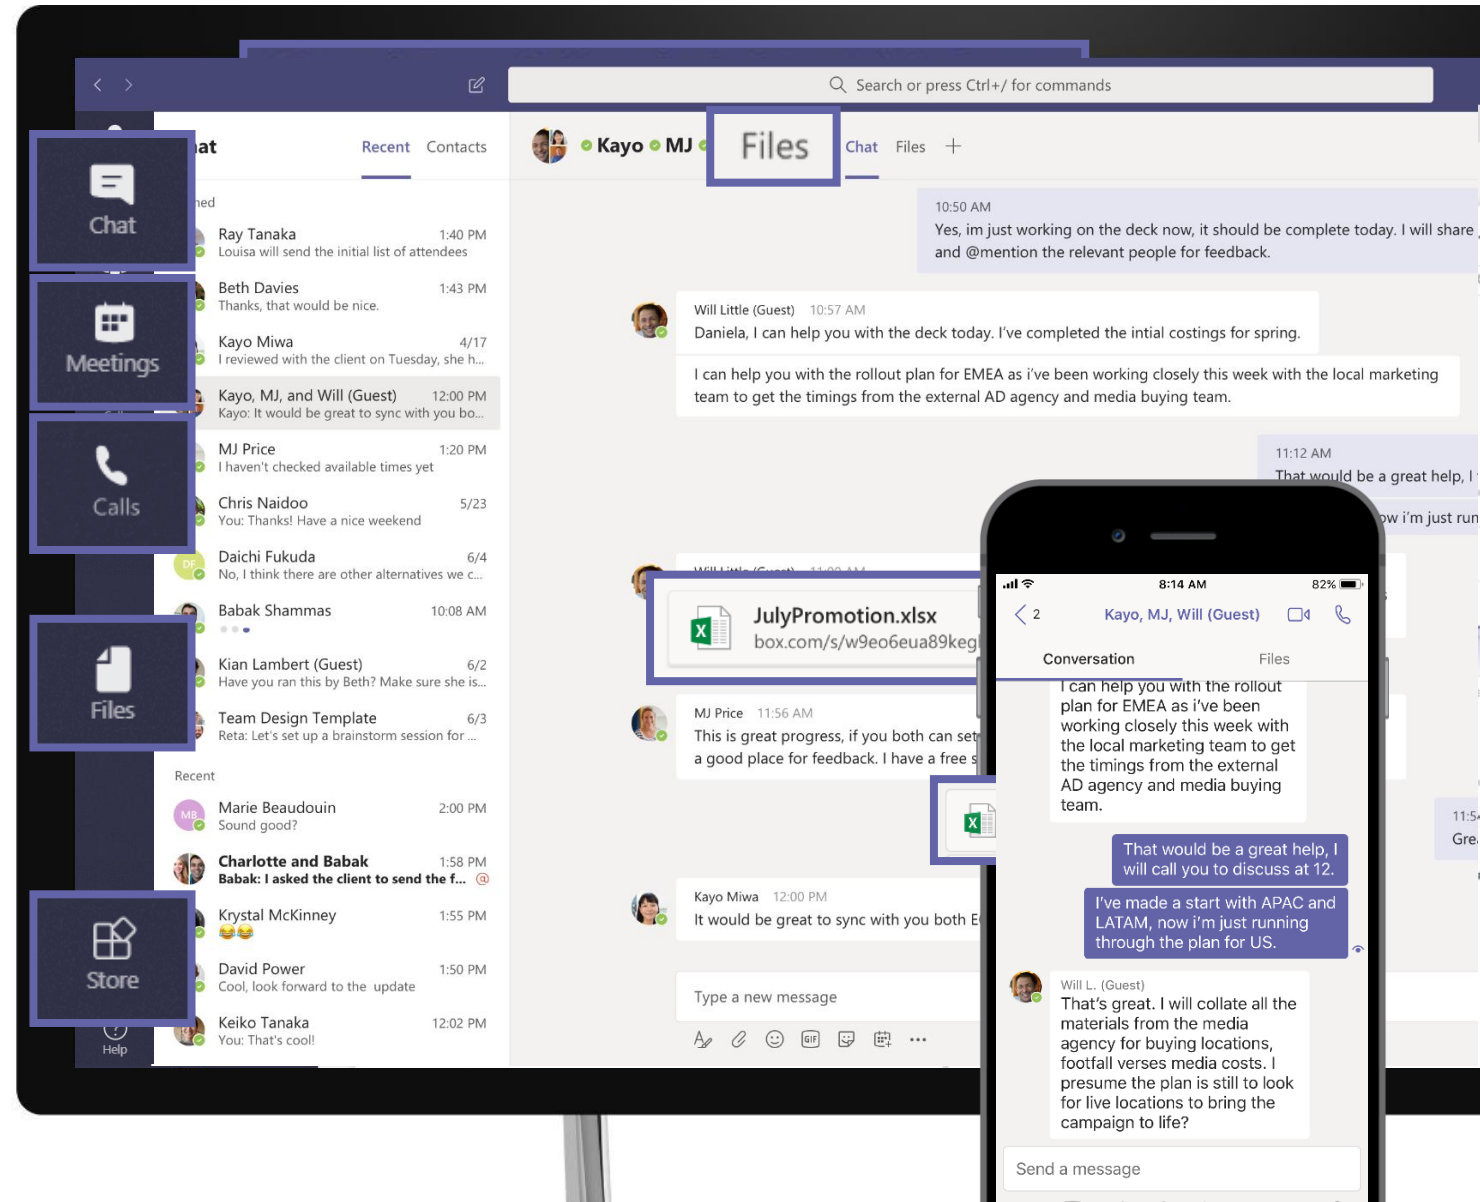 Search or press Ctrl+/ for commands
Chat
Meetings
Calls
Files
Store
Help
Recent
Contacts
Ray Tanaka
1:40 PM
Louisa will send the initial list of attendees
Beth Davies
1:43 PM
Thanks, that would be nice.
Kayo Miwa
4/17
I reviewed with the client on Tuesday, she h...
Kayo, MJ, and Will (Guest)
12:00 PM
Kayo: It would be great to sync with you bo...
MJ Price
1:20 PM
I haven't checked available times yet
Chris Naidoo
5/23
You: Thanks! Have a nice weekend
DF
Daichi Fukuda
6/4
No, I think there are other alternatives we c...
Babak Shammas
10:08 AM
Kian Lambert (Guest)
6/2
Have you ran this by Beth? Make sure she is...
Team Design Template
6/3
Reta: Let's set up a brainstorm session for ...
Recent
MB
Marie Beaudouin
2:00 PM
Sound good?
Charlotte and Babak
1:58 PM
Babak: I asked the client to send the f... @
Krystal McKinney
1:55 PM
David Power
1:50 PM
Cool, look forward to the update
Keiko Tanaka
12:02 PM
You: That's cool!
Kayo MJ
Files
Chat
Files
10:50 AM
Yes, im just working on the deck now, it should be complete today. I will share
and @mention the relevant people for feedback.
Will Little (Guest) 10:57 AM
Daniela, I can help you with the deck today. I've completed the intial costings for spring.
I can help you with the rollout plan for EMEA as i've been working closely this week with the local marketing
team to get the timings from the external AD agency and media buying team.
11:12 AM
That would be a great help, I
ow i'm just run
JulyPromotion.xlsx
box.com/s/w9eo6eua89keg
MJ Price 11:56 AM
This is great progress, if you both can set
a good place for feedback. I have a free s
11:54
Grea
Kayo Miwa 12:00 PM
It would be great to sync with you both E
Type a new message
GIF
8:14 AM
82%
2
Kayo, MJ, Will (Guest)
Conversation
Files
I can help you with the rollout
plan for EMEA as i've been
working closely this week with
the local marketing team to get
the timings from the external
AD agency and media buying
team.
That would be a great help, I
will call you to discuss at 12.
I've made a start with APAC and
LATAM, now i'm just running
through the plan for US.
Will L. (Guest)
That's great. I will collate all the
materials from the media
agency for buying locations,
footfall verses media costs. I
presume the plan is still to look
for live locations to bring the
campaign to life?
Send a message